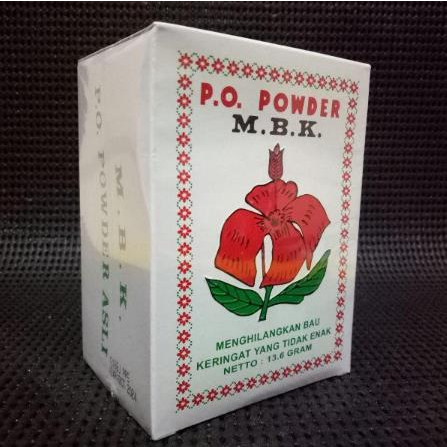 P.O. POWDER
M.B.K.
MENGHILANGKAN BAU
KERINGAT YANG TIDAK ENAK
NETTO : 13.6 GRAM
M. B. K.
P.O. POWDER ASLI